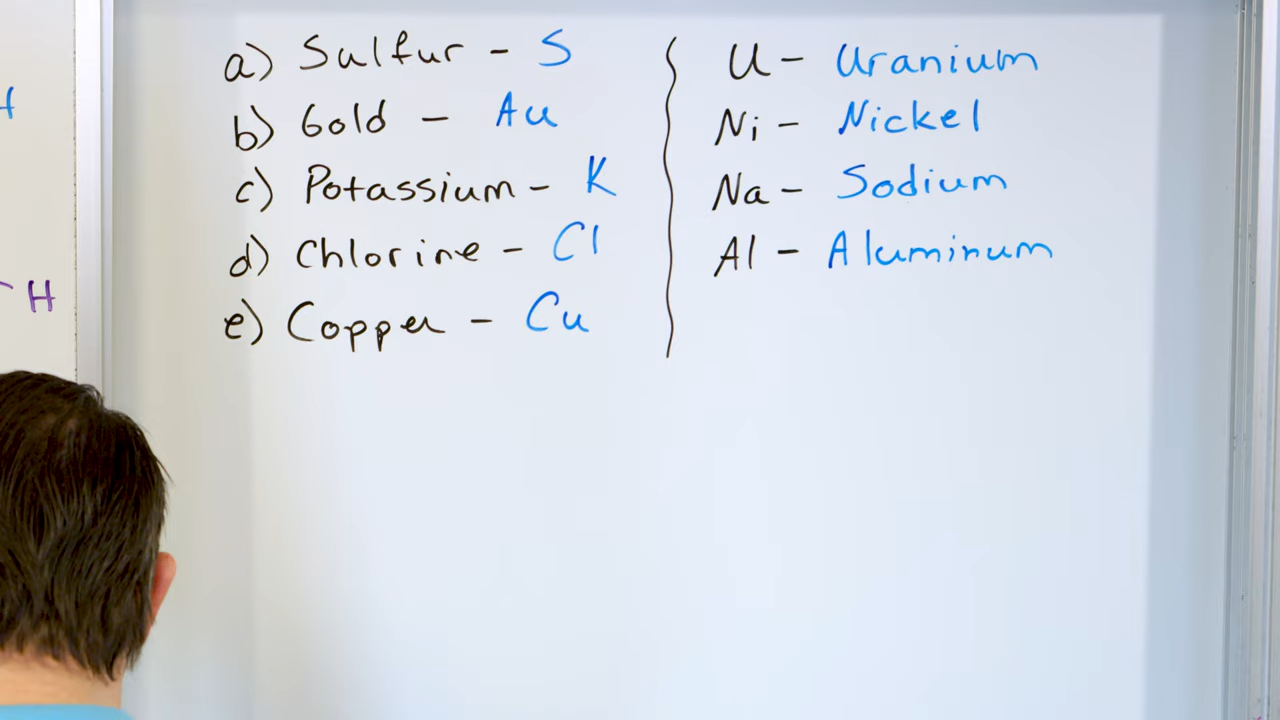 a) Sulfur - S
b) Gold - Au
c) Potassium - K
d) Chlorine - Cl
e) Copper - Cu
U - Uranium
Ni - Nickel
Na - Sodium
Al - Aluminum
H
H